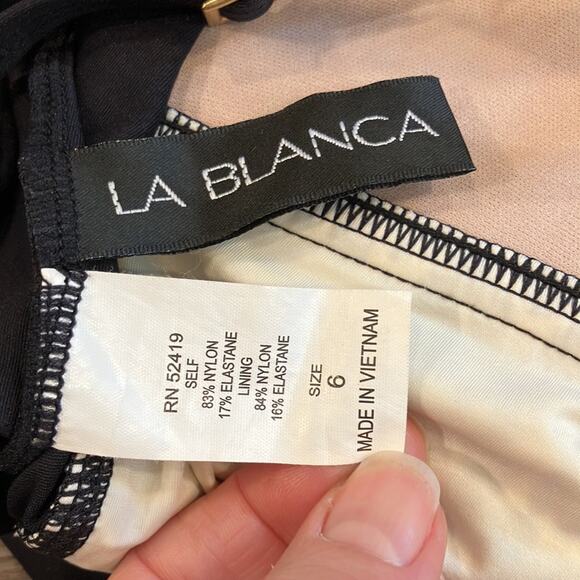 LA BLANCA
RN 52419
SELF
83% NYLON
17% ELASTANE
LINING
84% NYLON
16% ELASTANE
SIZE
6
MADE IN VIETNAM